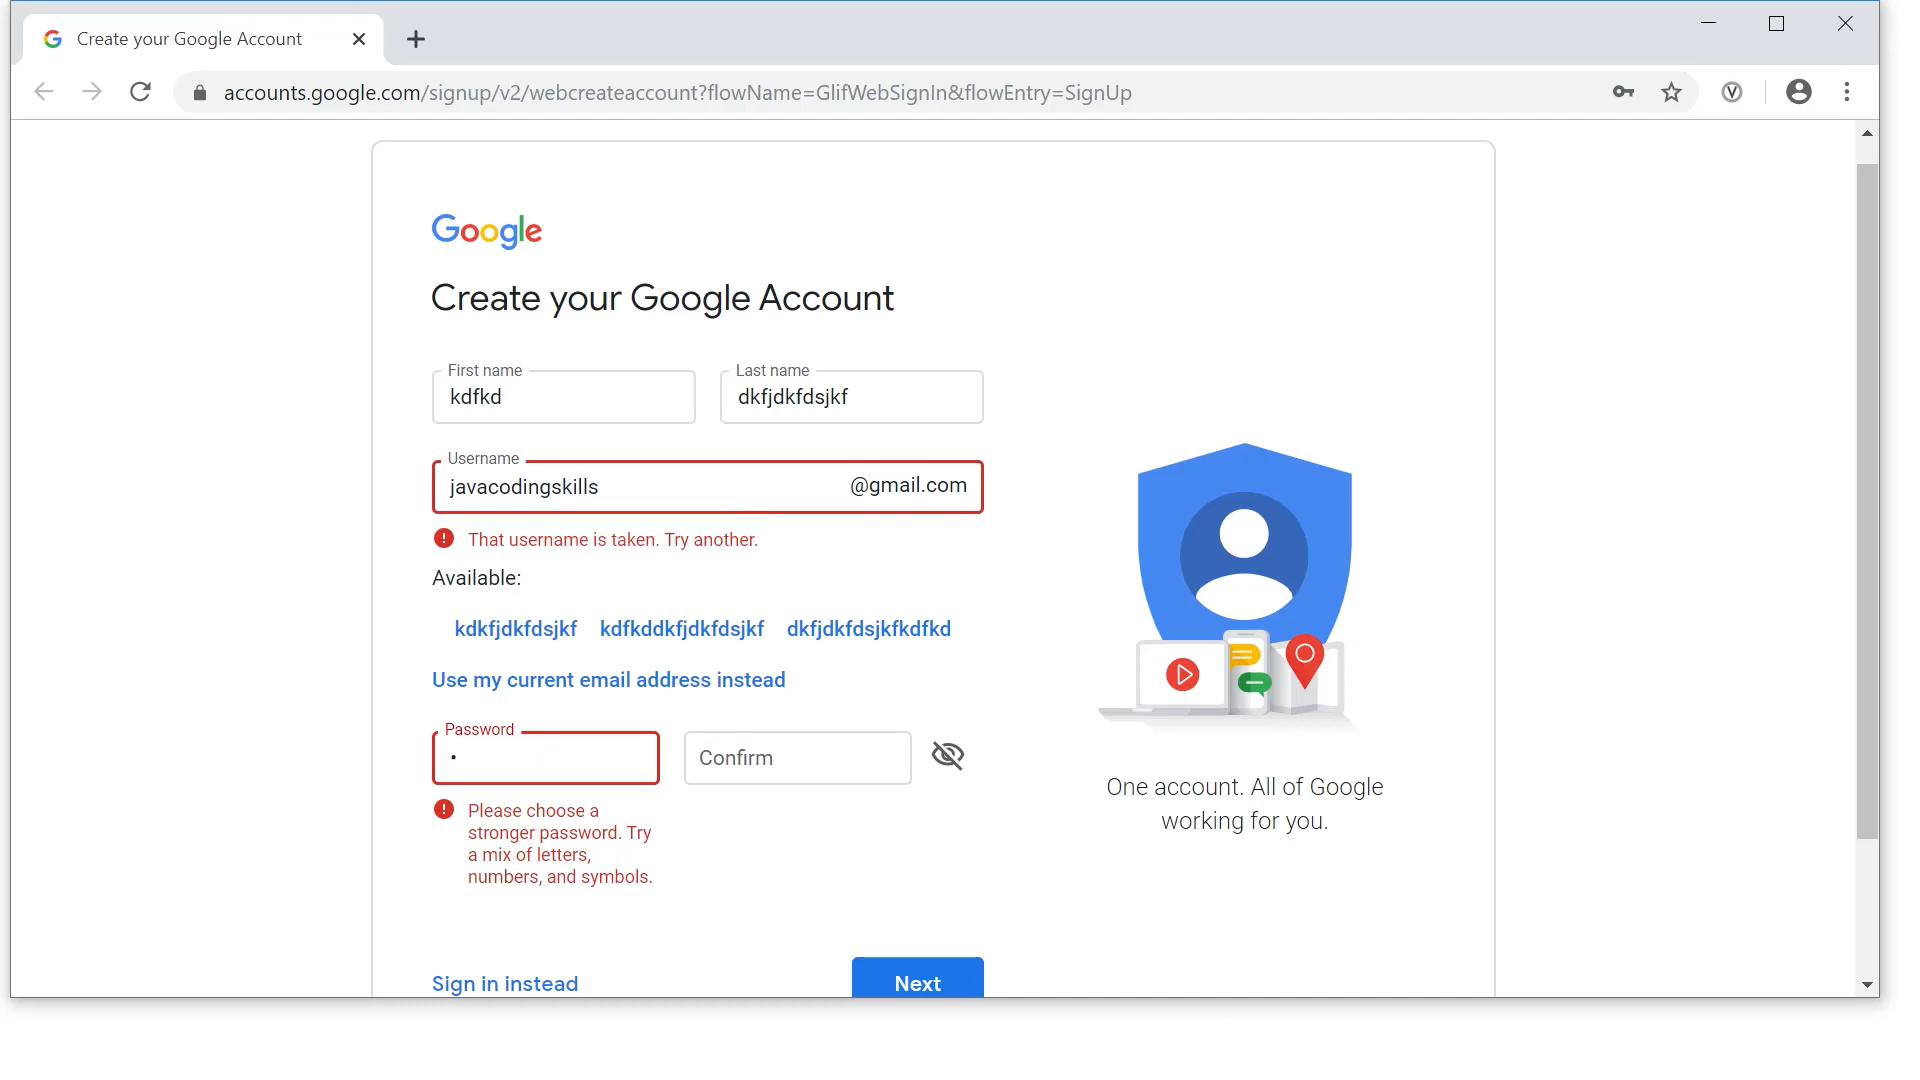 Create your Google Account
accounts.google.com/signup/v2/webcreateaccount?flowName=GlifWebSignIn&flowEntry=SignUp
Google
Create your Google Account
First name
Last name
kdfkd
dkfjdkfdsjkf
Username
javacodingskills
@gmail.com
That username is taken. Try another.
Available:
kdkfjdkfdsjkf kdfkddkfjdkfdsjkf dkfjdkfdsjkfkdfkd
Use my current email address instead
Password
Confirm
Please choose a
stronger password. Try
a mix of letters,
numbers, and symbols.
Sign in instead
Next
One account. All of Google
working for you.